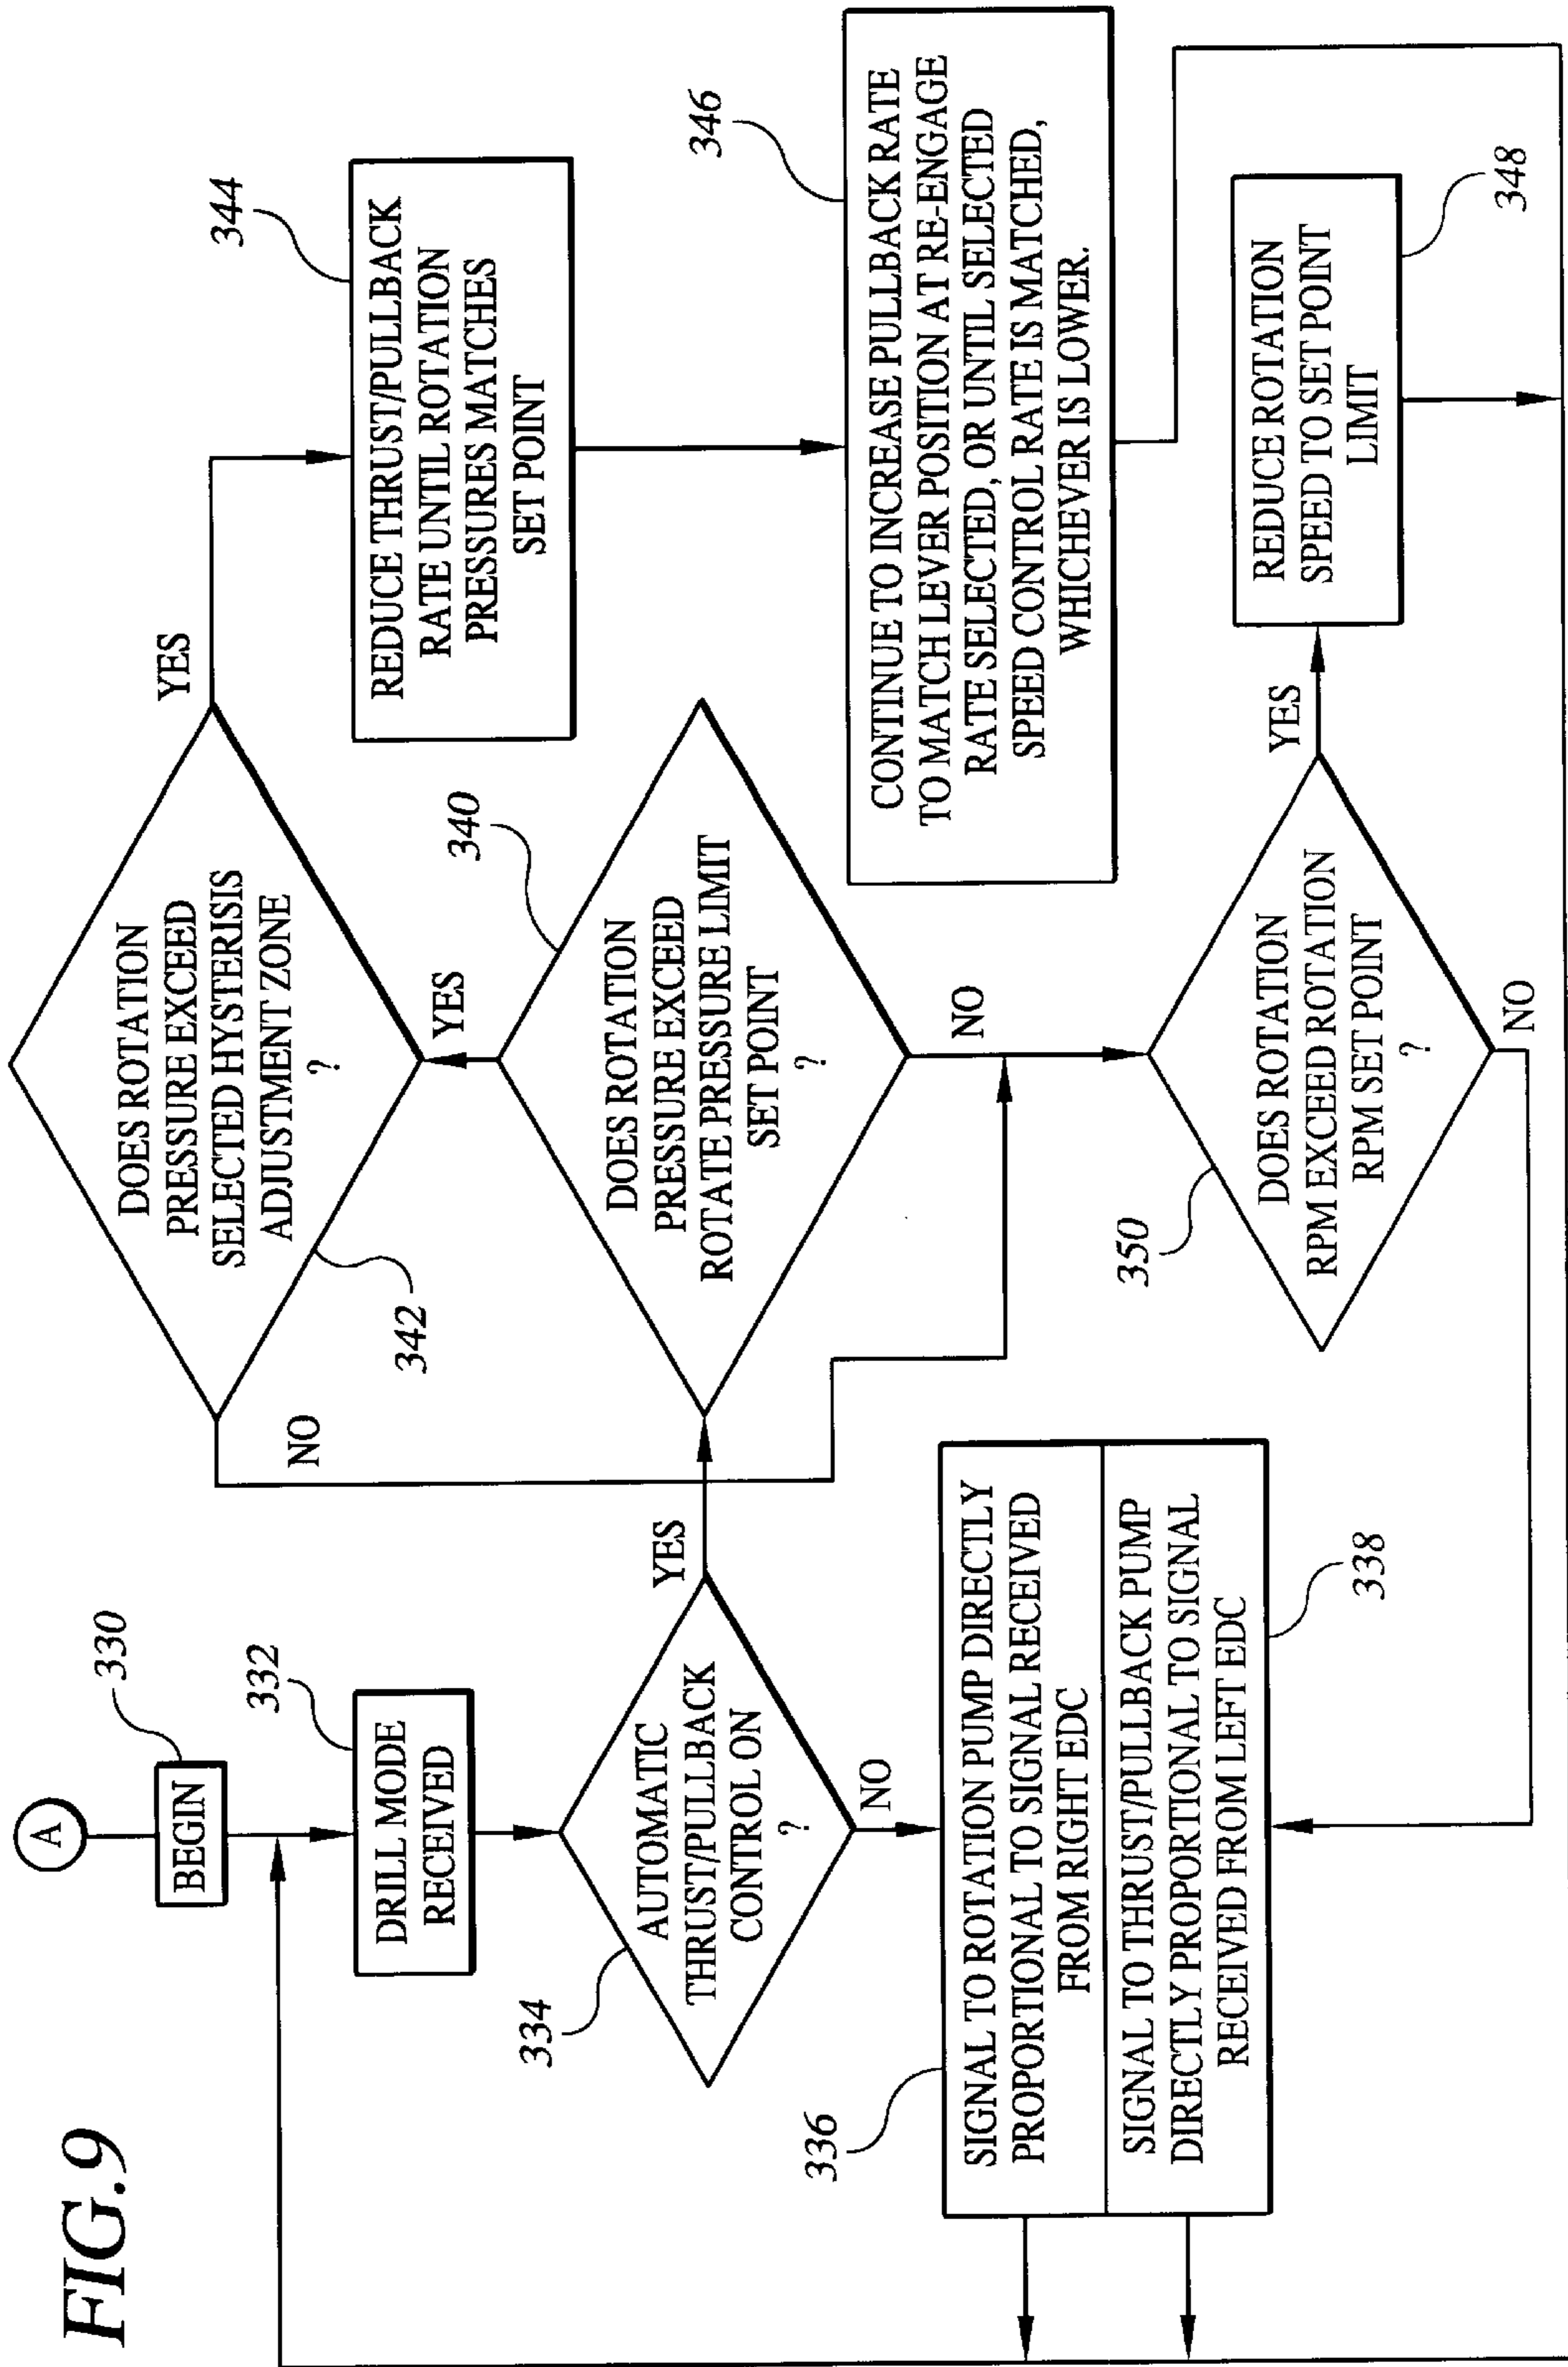 FIG.9
A
BEGIN
330
DRILL MODE
RECEIVED
332
AUTOMATIC
THRUST/PULLBACK
CONTROL ON
?
334
YES
NO
SIGNAL TO ROTATION PUMP DIRECTLY
PROPORTIONAL TO SIGNAL RECEIVED
FROM RIGHT EDC
336
SIGNAL TO THRUST/PULLBACK PUMP
DIRECTLY PROPORTIONAL TO SIGNAL
RECEIVED FROM LEFT EDC
338
DOES ROTATION
PRESSURE EXCEED
SELECTED HYSTERISIS
ADJUSTMENT ZONE
?
342
NO
YES
YES
DOES ROTATION
PRESSURE EXCEED
ROTATE PRESSURE LIMIT
SET POINT
?
340
NO
DOES ROTATION
RPM EXCEED ROTATION
RPM SET POINT
?
350
YES
NO
REDUCE THRUST/PULLBACK
RATE UNTIL ROTATION
PRESSURES MATCHES
SET POINT
344
CONTINUE TO INCREASE PULLBACK RATE
TO MATCH LEVER POSITION AT RE-ENGAGE
RATE SELECTED, OR UNTIL SELECTED
SPEED CONTROL RATE IS MATCHED,
WHICHEVER IS LOWER.
346
REDUCE ROTATION
SPEED TO SET POINT
LIMIT
348